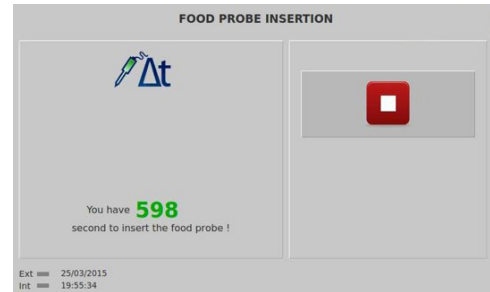 FOOD PROBE INSERTION
Δt
You have 598
second to insert the food probe !
Ext 25/03/2015
Int 19:55:34